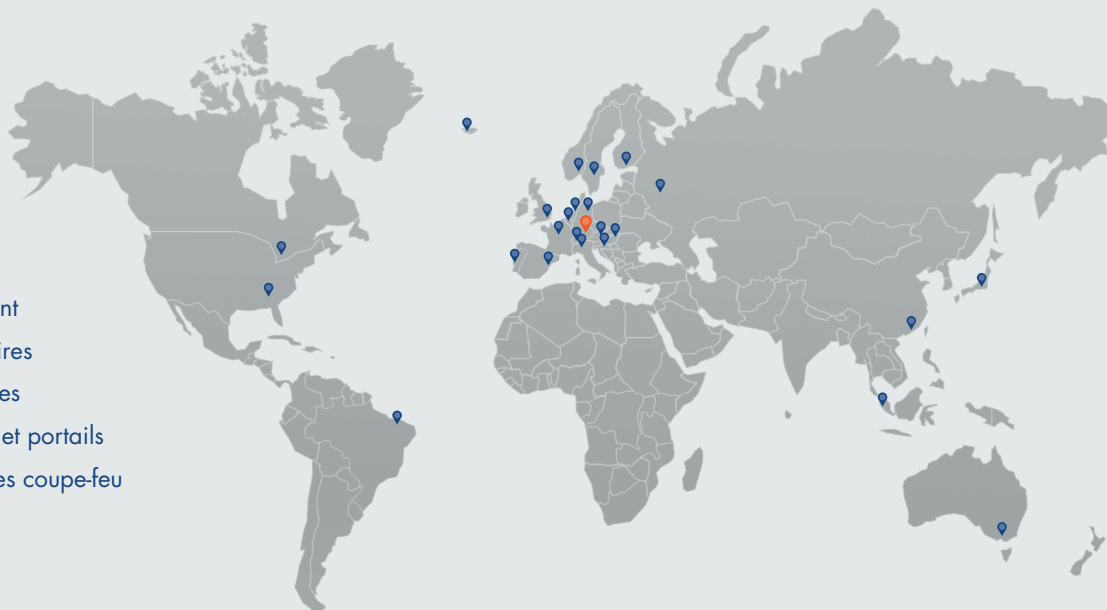 nt
ires
es
et portails
es coupe-feu